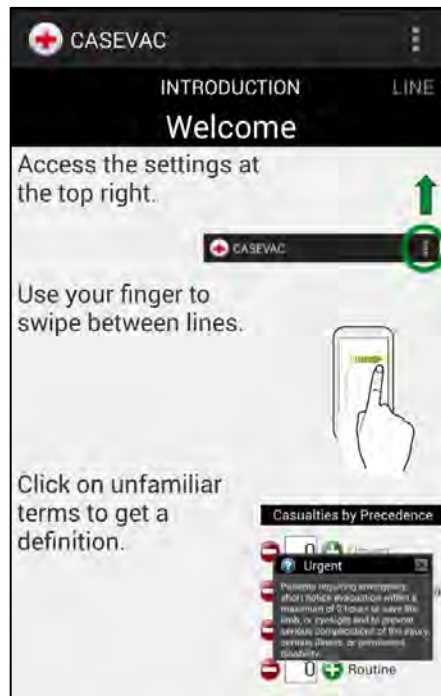 CASEVAC
INTRODUCTION LINE
Welcome
Access the settings at
the top right.
CASEVAC
Use your finger to
swipe between lines.
Click on unfamiliar
terms to get a
definition.
Casualties by Precedence
0
Urgent
Patients requiring emergency,
short notice evacuation within a
maximum of 2 hours to save life,
limb, or eyesight and to prevent
serious complications of the injury,
serious illness, or permanent
disability.
0 Routine